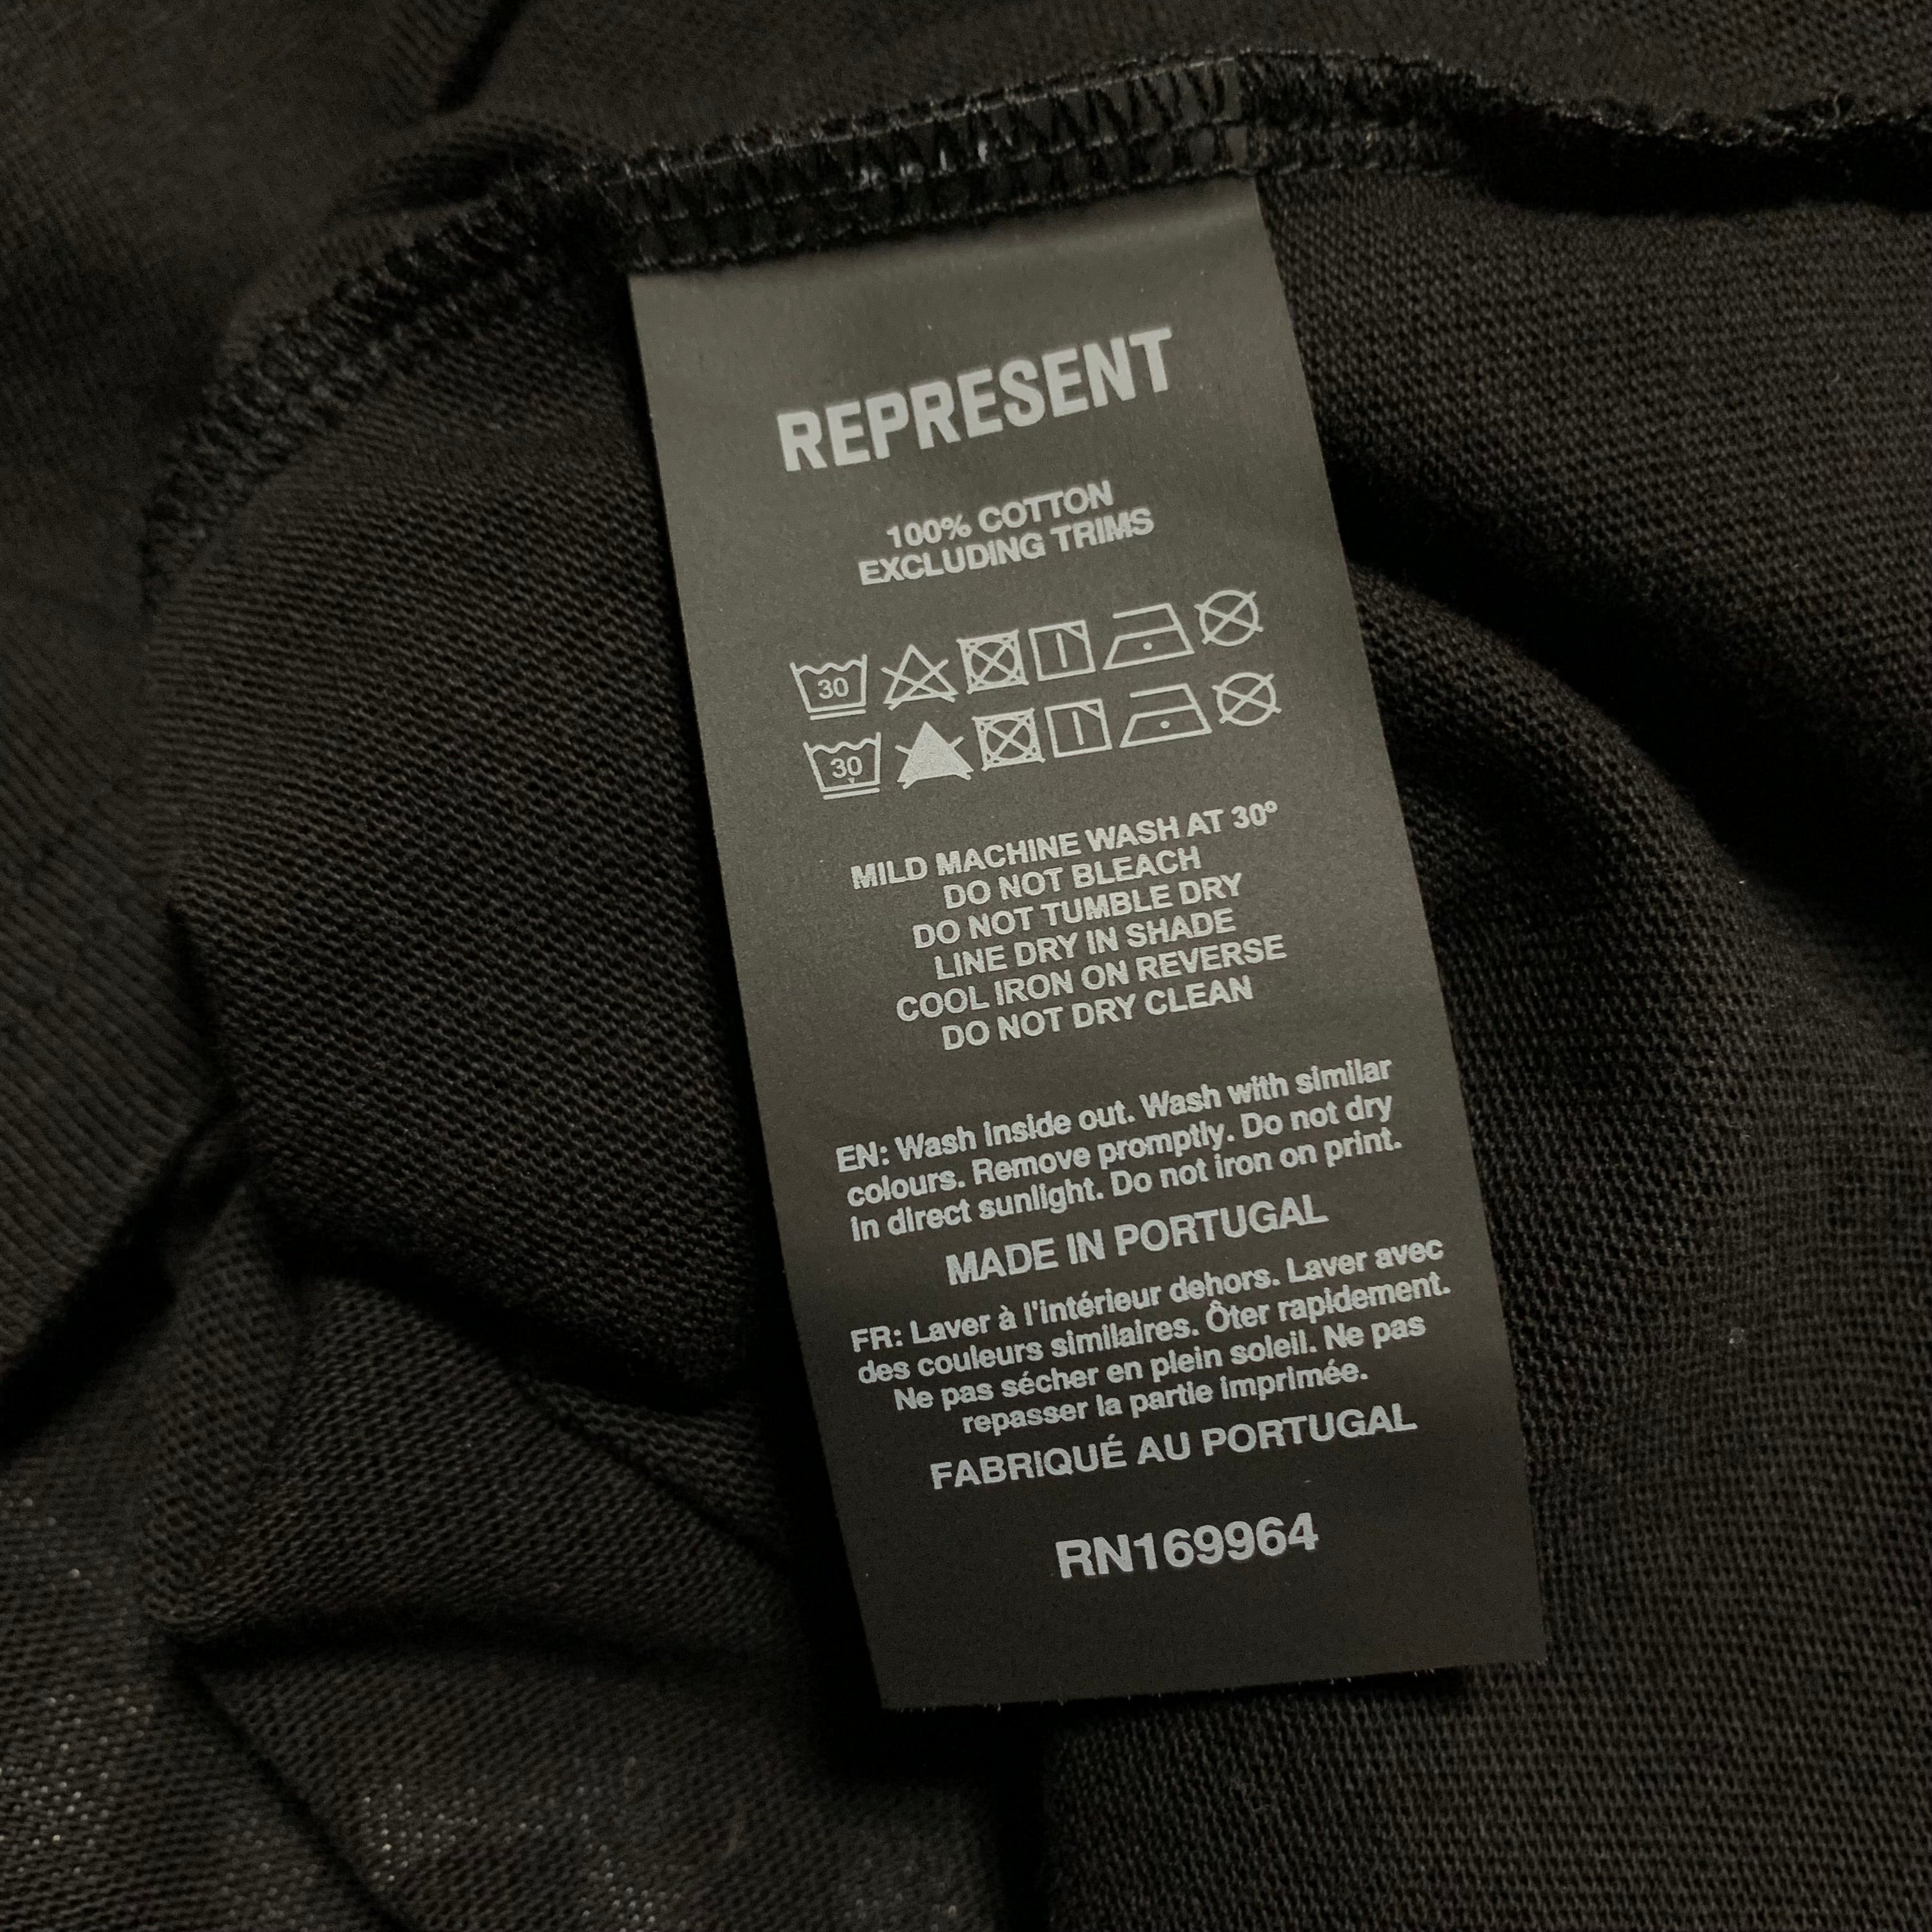 REPRESENT
100% COTTON
EXCLUDING TRIMS
30
30
MILD MACHINE WASH AT 30º
DO NOT BLEACH
DO NOT TUMBLE DRY
LINE DRY IN SHADE
COOL IRON ON REVERSE
DO NOT DRY CLEAN
EN: Wash inside out. Wash with similar
colours. Remove promptly. Do not dry
in direct sunlight. Do not iron on print.
MADE IN PORTUGAL
FR: Laver à l'intérieur dehors. Laver avec
des couleurs similaires. Ôter rapidement.
Ne pas sécher en plein soleil. Ne pas
repasser la partie imprimée.
FABRIQUÉ AU PORTUGAL
RN169964